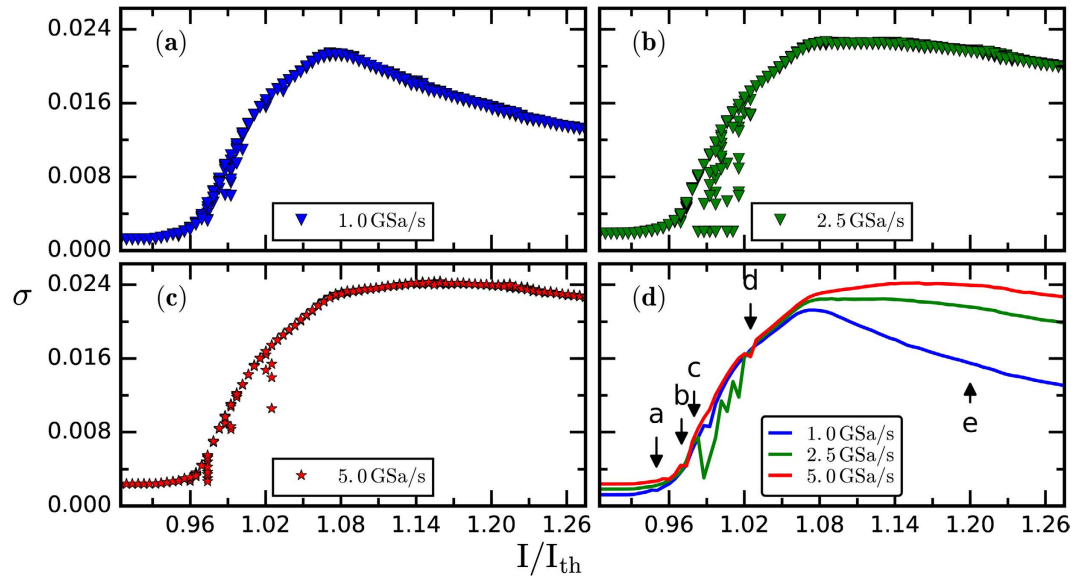 (a)
1.0 GSa/s
0.024
0.016
0.008
0.000
(b)
2.5 GSa/s
(c)
5.0 GSa/s
0.024
0.016
0.008
0.000
0.96 1.02 1.08 1.14 1.20 1.26
(d)
a
b
c
d
e
1.0 GSa/s
2.5 GSa/s
5.0 GSa/s
0.96 1.02 1.08 1.14 1.20 1.26
σ
I/Ith